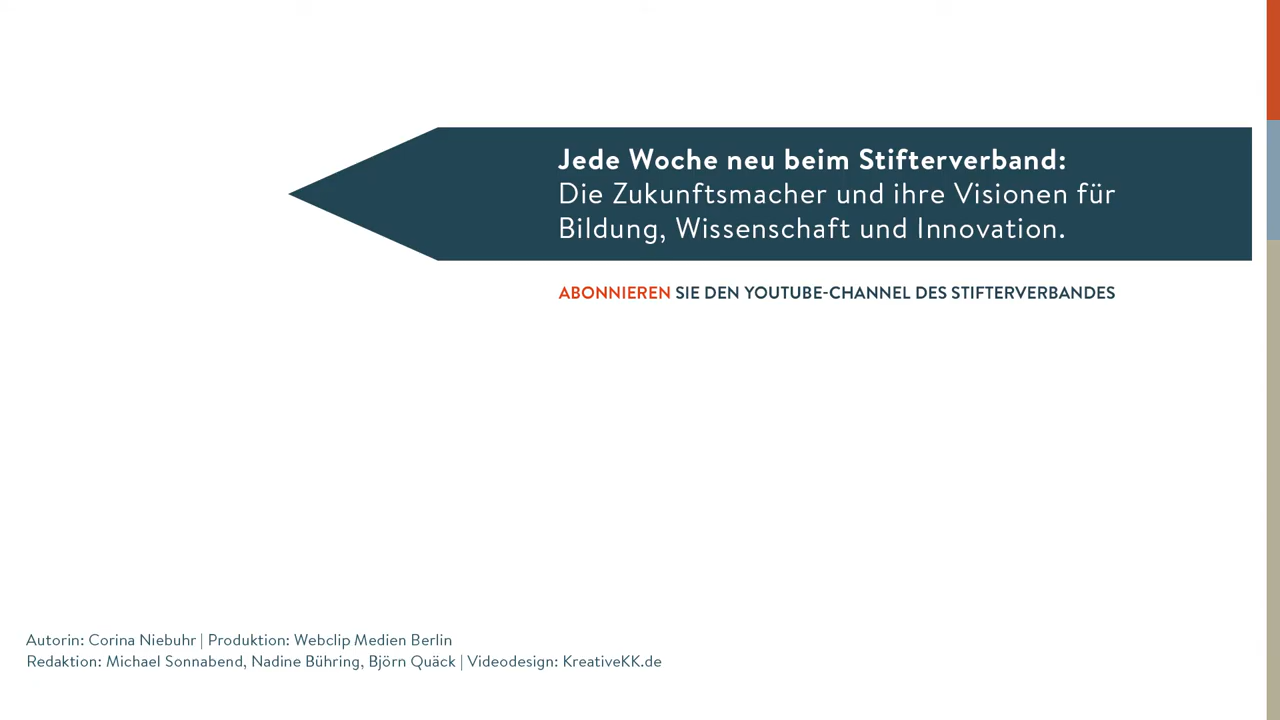 Jede Woche neu beim Stifterverband:
Die Zukunftsmacher und ihre Visionen für
Bildung, Wissenschaft und Innovation.
ABONNIEREN SIE DEN YOUTUBE-CHANNEL DES STIFTERVERBANDES
Autorin: Corina Niebuhr | Produktion: Webclip Medien Berlin
Redaktion: Michael Sonnabend, Nadine Bühring, Björn Quäck | Videodesign: KreativeKK.de